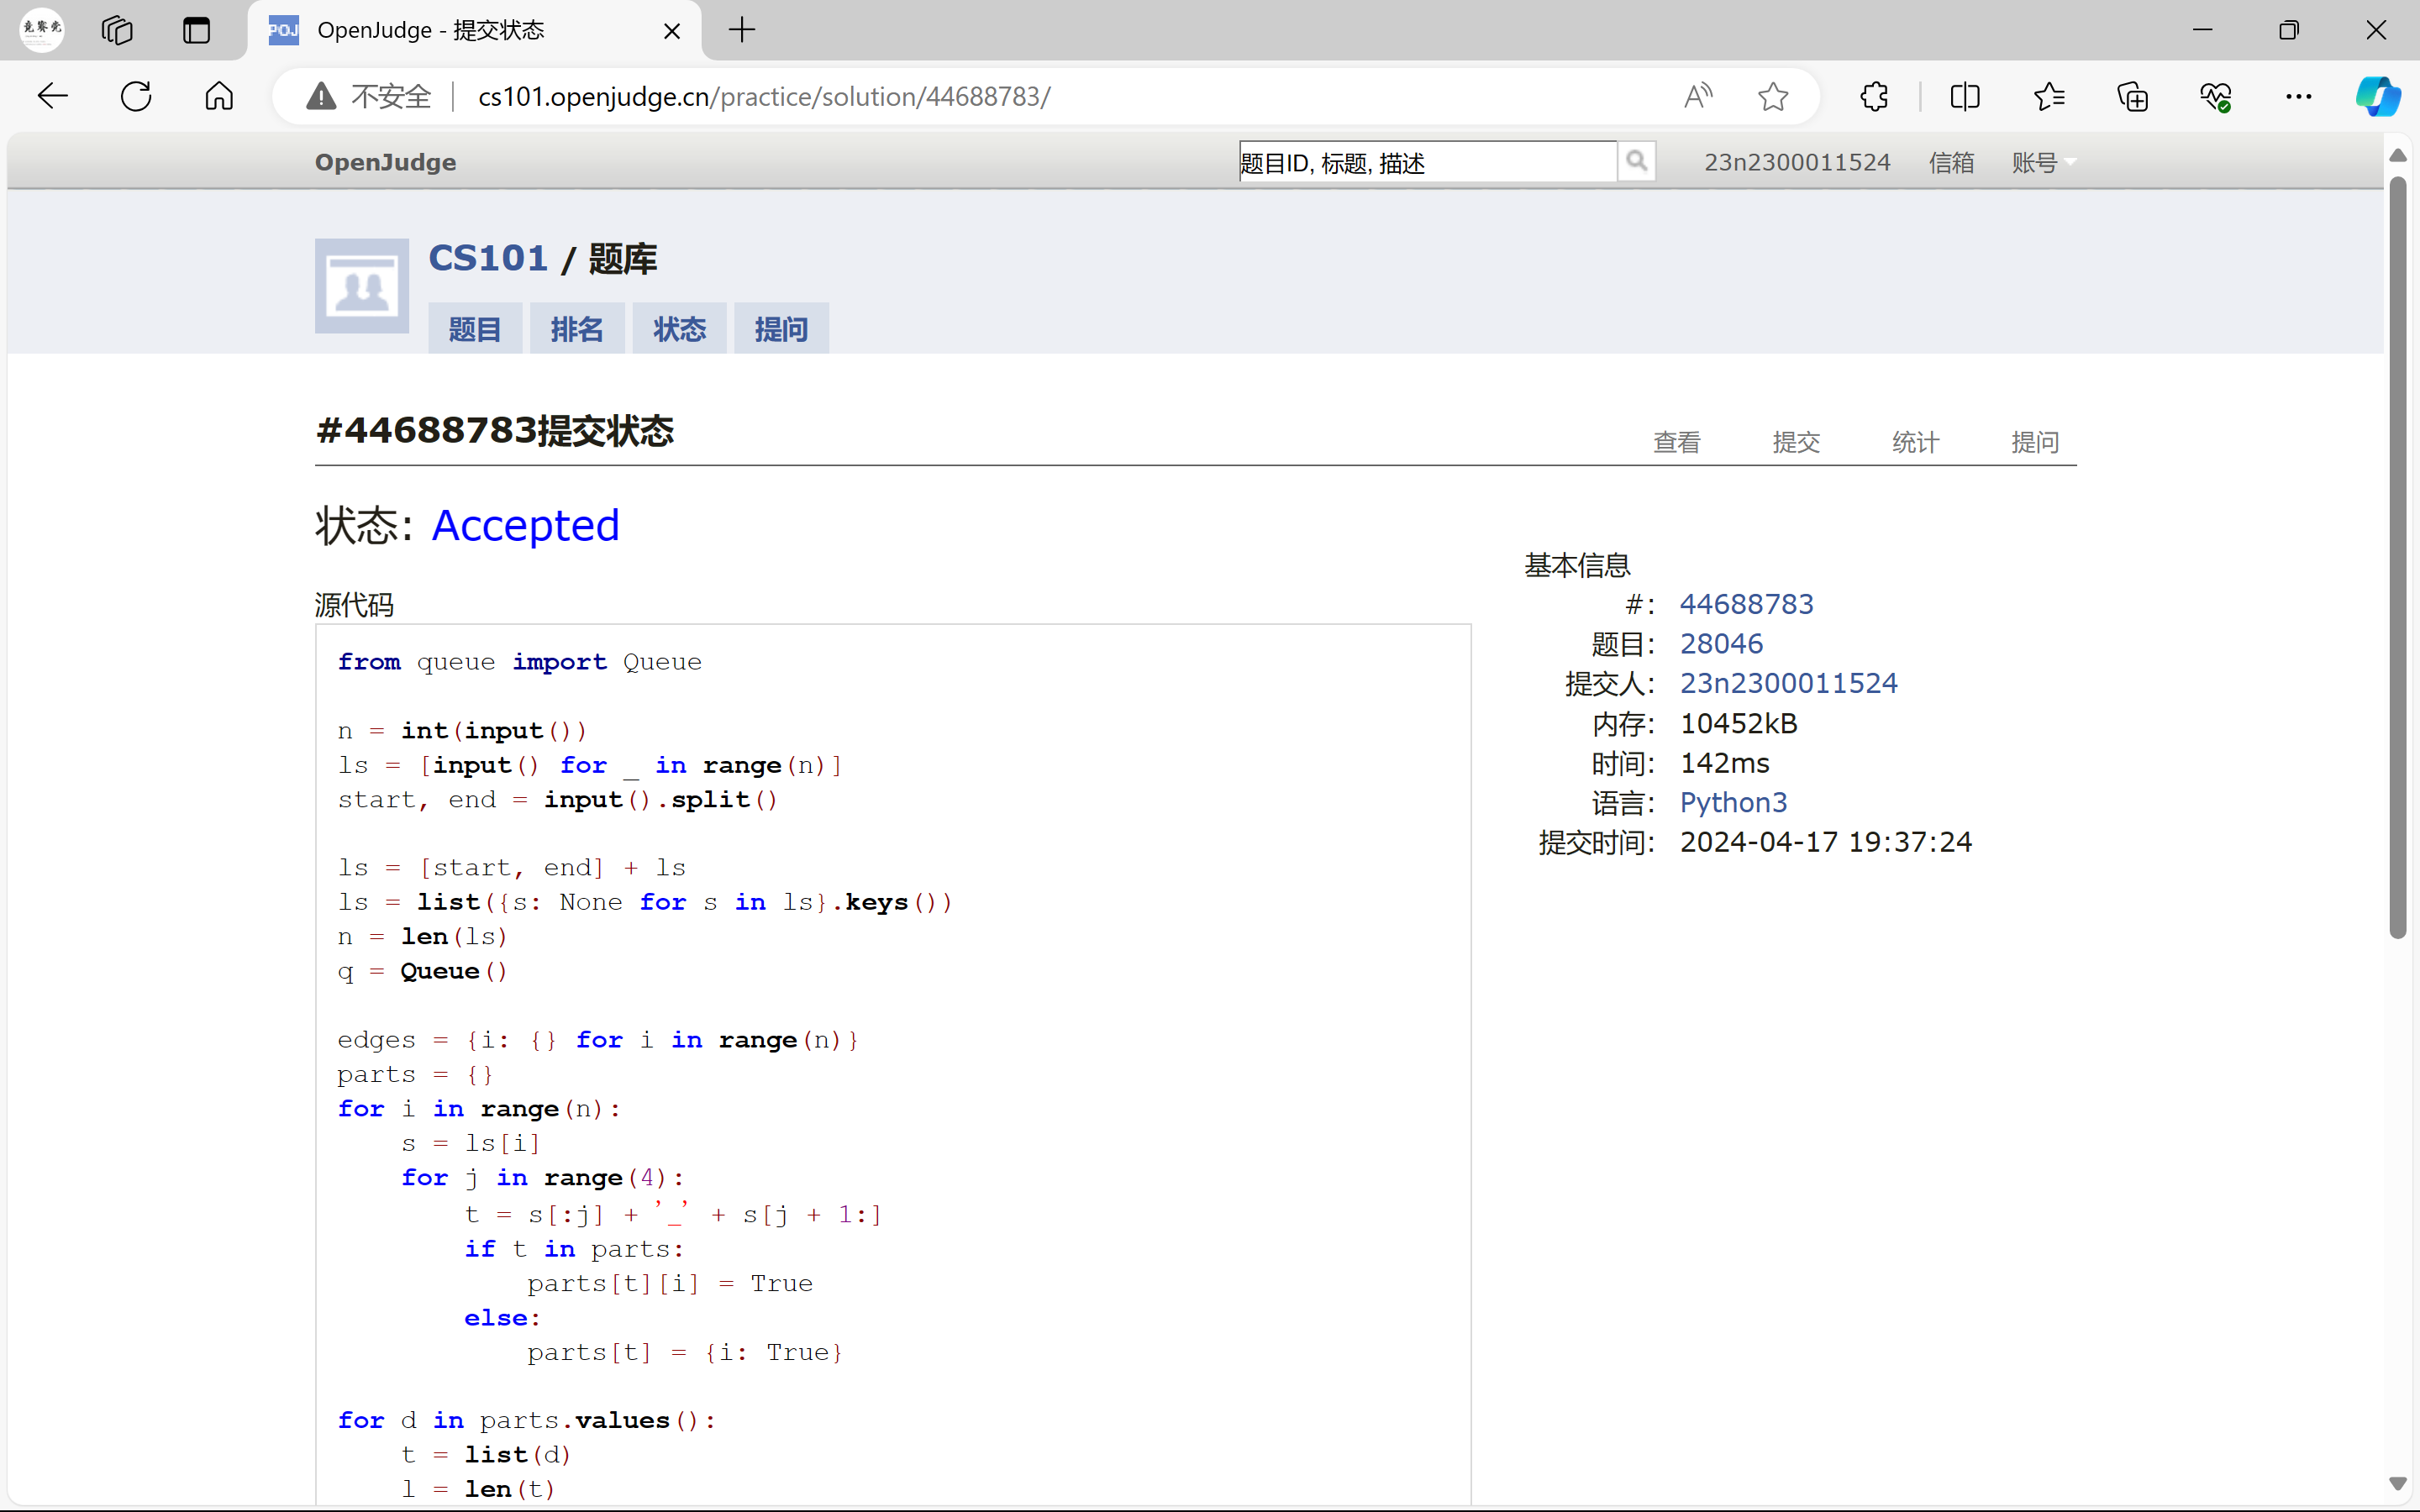 竞赛党
POJ OpenJudge - 提交状态
不安全 cs101.openjudge.cn/practice/solution/44688783/
OpenJudge
题目ID, 标题, 描述
23n2300011524 信箱 账号
CS101 / 题库
题目 排名 状态 提问
#44688783提交状态
查看 提交 统计 提问
状态: Accepted
源代码
from queue import Queue
n = int(input())
ls = [input() for _ in range(n)]
start, end = input().split()
ls = [start, end] + ls
ls = list({s: None for s in ls}.keys())
n = len(ls)
q = Queue()
edges = {i: {} for i in range(n)}
parts = {}
for i in range(n):
    s = ls[i]
    for j in range(4):
        t = s[:j] + '_' + s[j + 1:]
        if t in parts:
            parts[t][i] = True
        else:
            parts[t] = {i: True}
for d in parts.values():
    t = list(d)
    l = len(t)
基本信息
#: 44688783
题目: 28046
提交人: 23n2300011524
内存: 10452kB
时间: 142ms
语言: Python3
提交时间: 2024-04-17 19:37:24